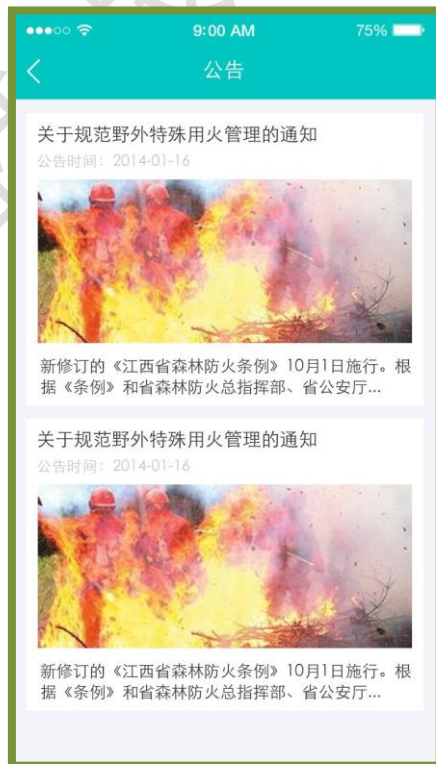 9:00 AM
75%
公告
关于规范野外特殊用火管理的通知
公告时间：2014-01-16
新修订的《江西省森林防火条例》10月1日施行。根
据《条例》和省森林防火总指挥部、省公安厅...
关于规范野外特殊用火管理的通知
公告时间：2014-01-16
新修订的《江西省森林防火条例》10月1日施行。根
据《条例》和省森林防火总指挥部、省公安厅...